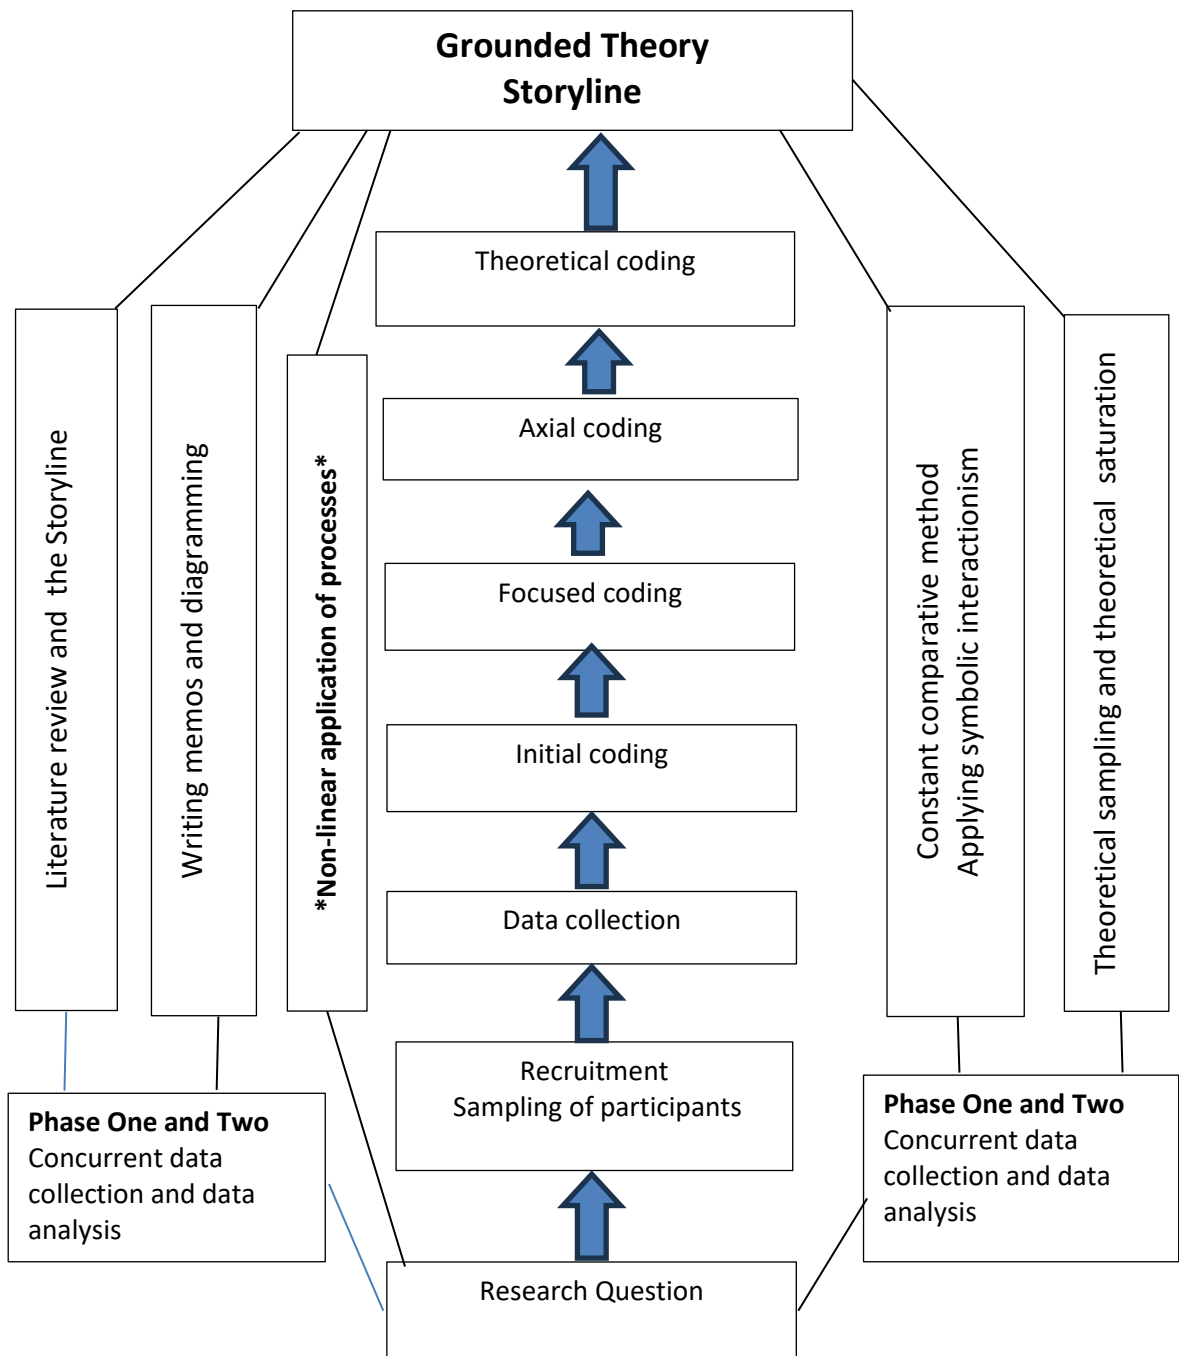 Grounded Theory
Storyline
Theoretical coding
Axial coding
Focused coding
Initial coding
Data collection
Recruitment
Sampling of participants
Research Question
Literature review and the Storyline
Writing memos and diagramming
*Non-linear application of processes*
Constant comparative method
Applying symbolic interactionism
Theoretical sampling and theoretical saturation
Phase One and Two
Concurrent data
collection and data
analysis
Phase One and Two
Concurrent data
collection and data
analysis